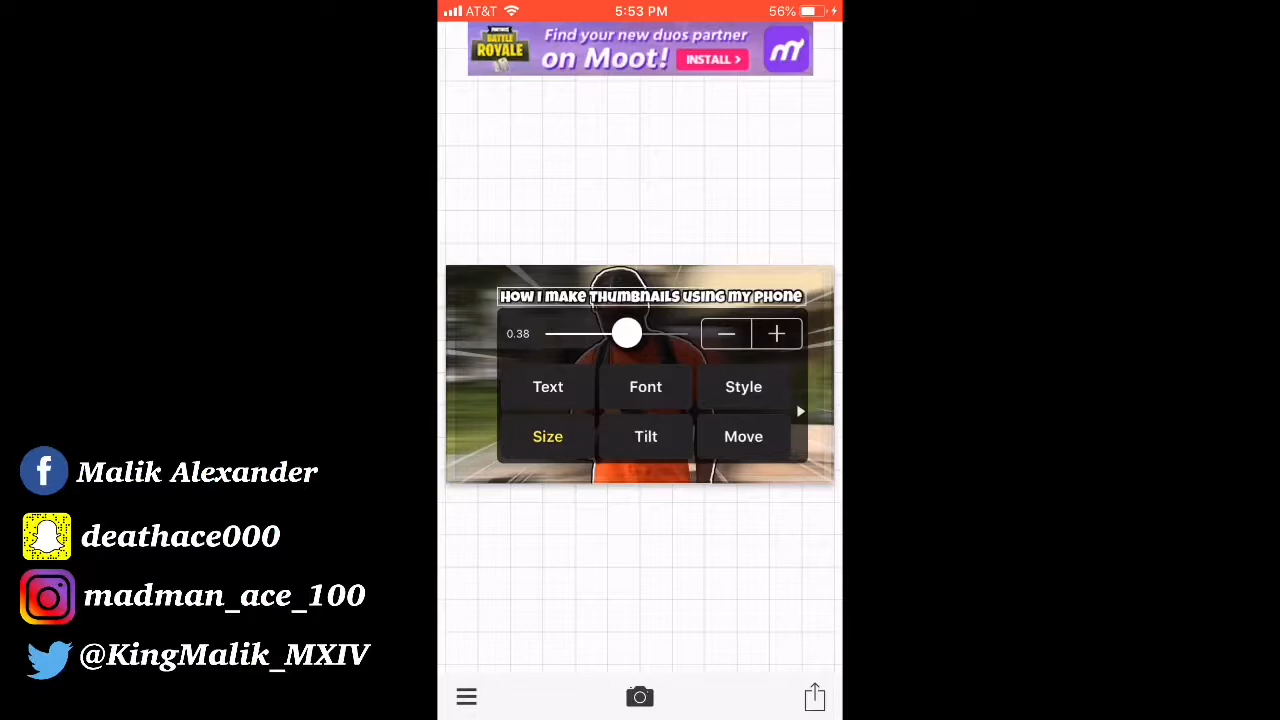 AT&T
5:53 PM
56%
FORTNITE
BATTLE
ROYALE
Find your new duos partner
on Moot!
INSTALL >
m
HOW I MAKE THUMBNAILS USING MY PHONE
0.38
Text
Font
Style
Size
Tilt
Move
Malik Alexander
deathace000
madman_ace_100
@KingMalik_MXIV